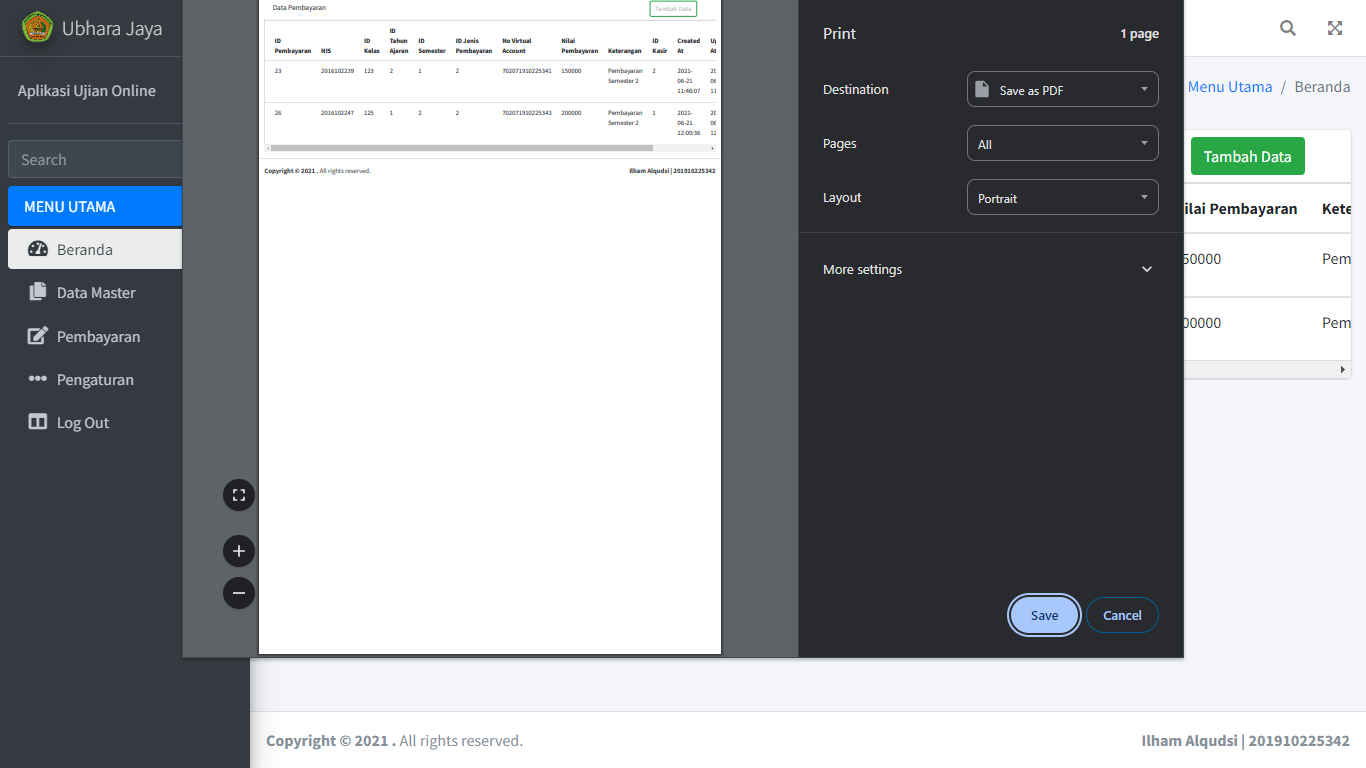 Ubhara Jaya
Aplikasi Ujian Online
Search
MENU UTAMA
Beranda
Data Master
Pembayaran
Pengaturan
Log Out
Data Pembayaran
Tambah Data
ID Pembayaran NIS ID Kelas ID Tahun Ajaran ID Semester ID Jenis Pembayaran No Virtual Account Nilai Pembayaran Keterangan ID Kasir Created At
23 2016102239 123 2 1 2 702071910225341 150000 Pembayaran Semester 2 2 2021-06-21 11:46:07
26 2016102247 125 1 2 2 702071910225343 200000 Pembayaran Semester 2 1 2021-06-21 12:00:36
Copyright © 2021 . All rights reserved.
Ilham Alqudsi | 201910225342
Print 1 page
Destination Save as PDF
Pages All
Layout Portrait
More settings
Save Cancel
Menu Utama / Beranda
Tambah Data
ilai Pembayaran Kete
50000 Pem
00000 Pem
Copyright © 2021 . All rights reserved.
Ilham Alqudsi | 201910225342